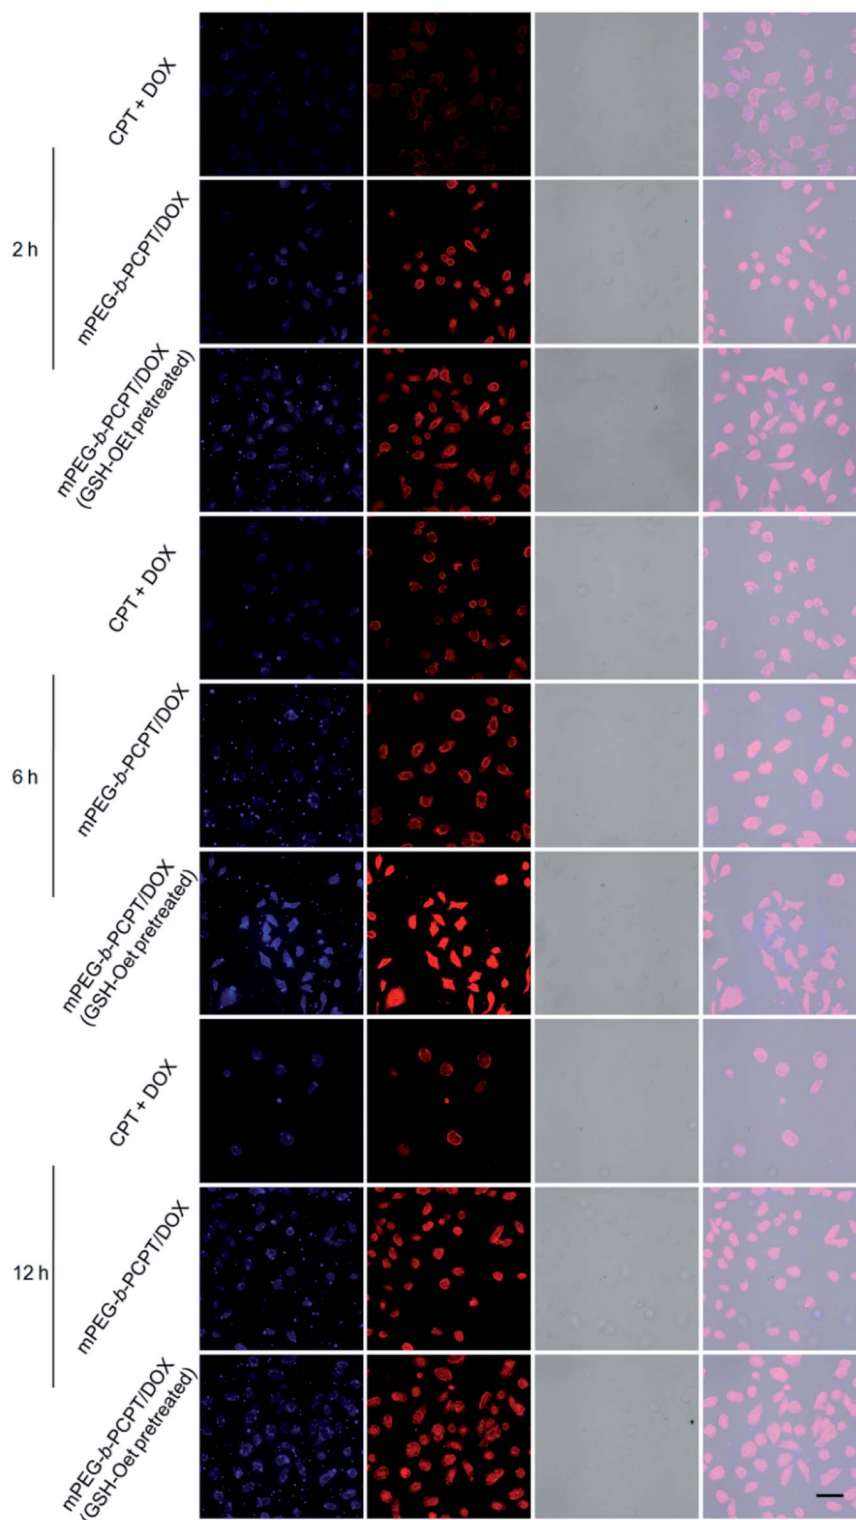 CPT + DOX
2 h
mPEG-b-PCPT/DOX
mPEG-b-PCPT/DOX
(GSH-OEt pretreated)
CPT + DOX
6 h
mPEG-b-PCPT/DOX
mPEG-b-PCPT/DOX
(GSH-Oet pretreated)
CPT + DOX
12 h
mPEG-b-PCPT/DOX
mPEG-b-PCPT/DOX
(GSH-Oet pretreated)